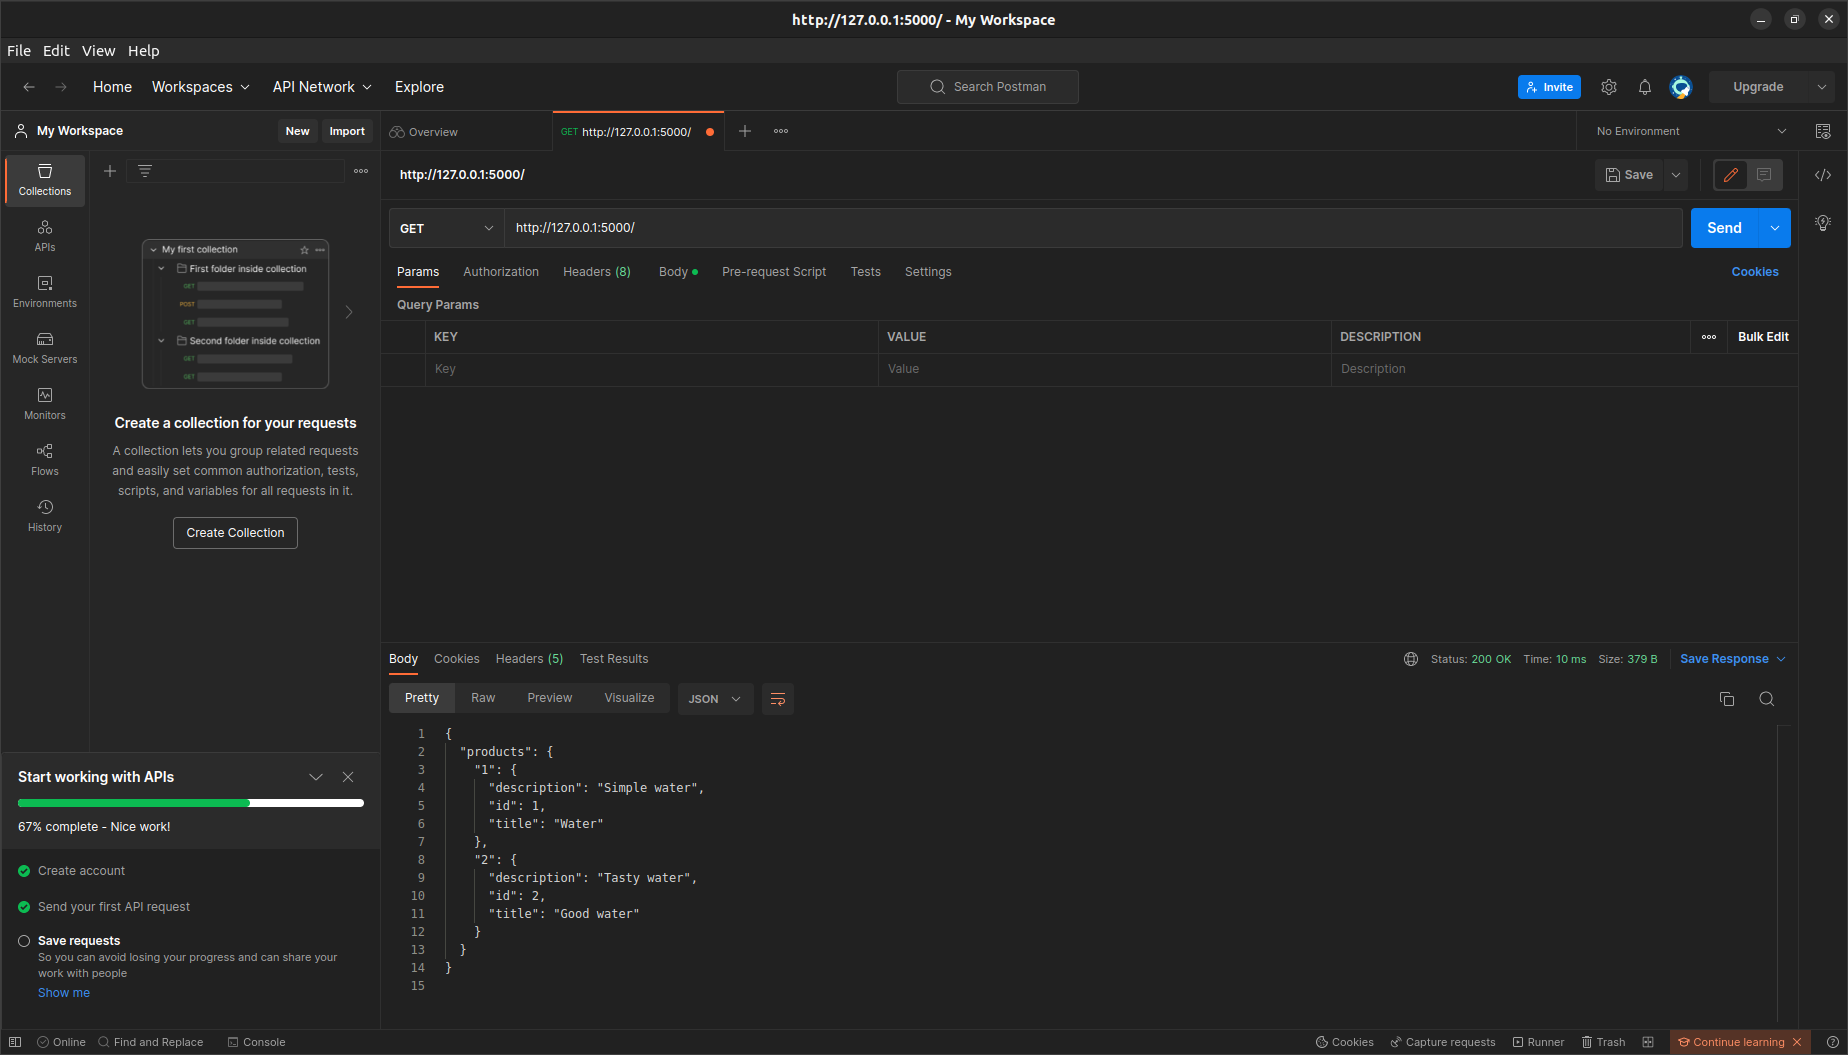 http://127.0.0.1:5000/ - My Workspace
File Edit View Help
Home Workspaces API Network Explore
Search Postman
Invite
Upgrade
My Workspace
New Import
Overview
GET http://127.0.0.1:5000/
No Environment
Collections
APIs
Environments
Mock Servers
Monitors
Flows
History
My first collection
First folder inside collection
GET
POST
GET
Second folder inside collection
GET
GET
Create a collection for your requests
A collection lets you group related requests
and easily set common authorization, tests,
scripts, and variables for all requests in it.
Create Collection
http://127.0.0.1:5000/
Save
GET http://127.0.0.1:5000/
Send
Params Authorization Headers (8) Body Pre-request Script Tests Settings
Cookies
Query Params
KEY VALUE DESCRIPTION Bulk Edit
Key Value Description
Body Cookies Headers (5) Test Results
Status: 200 OK Time: 10 ms Size: 379 B Save Response
Pretty Raw Preview Visualize JSON
1 {
2 "products": {
3 "1": {
4 "description": "Simple water",
5 "id": 1,
6 "title": "Water"
7 },
8 "2": {
9 "description": "Tasty water",
10 "id": 2,
11 "title": "Good water"
12 }
13 }
14 }
15
Start working with APIs
67% complete - Nice work!
Create account
Send your first API request
Save requests
So you can avoid losing your progress and can share your
work with people
Show me
Online Find and Replace Console
Cookies Capture requests Runner Trash Continue learning